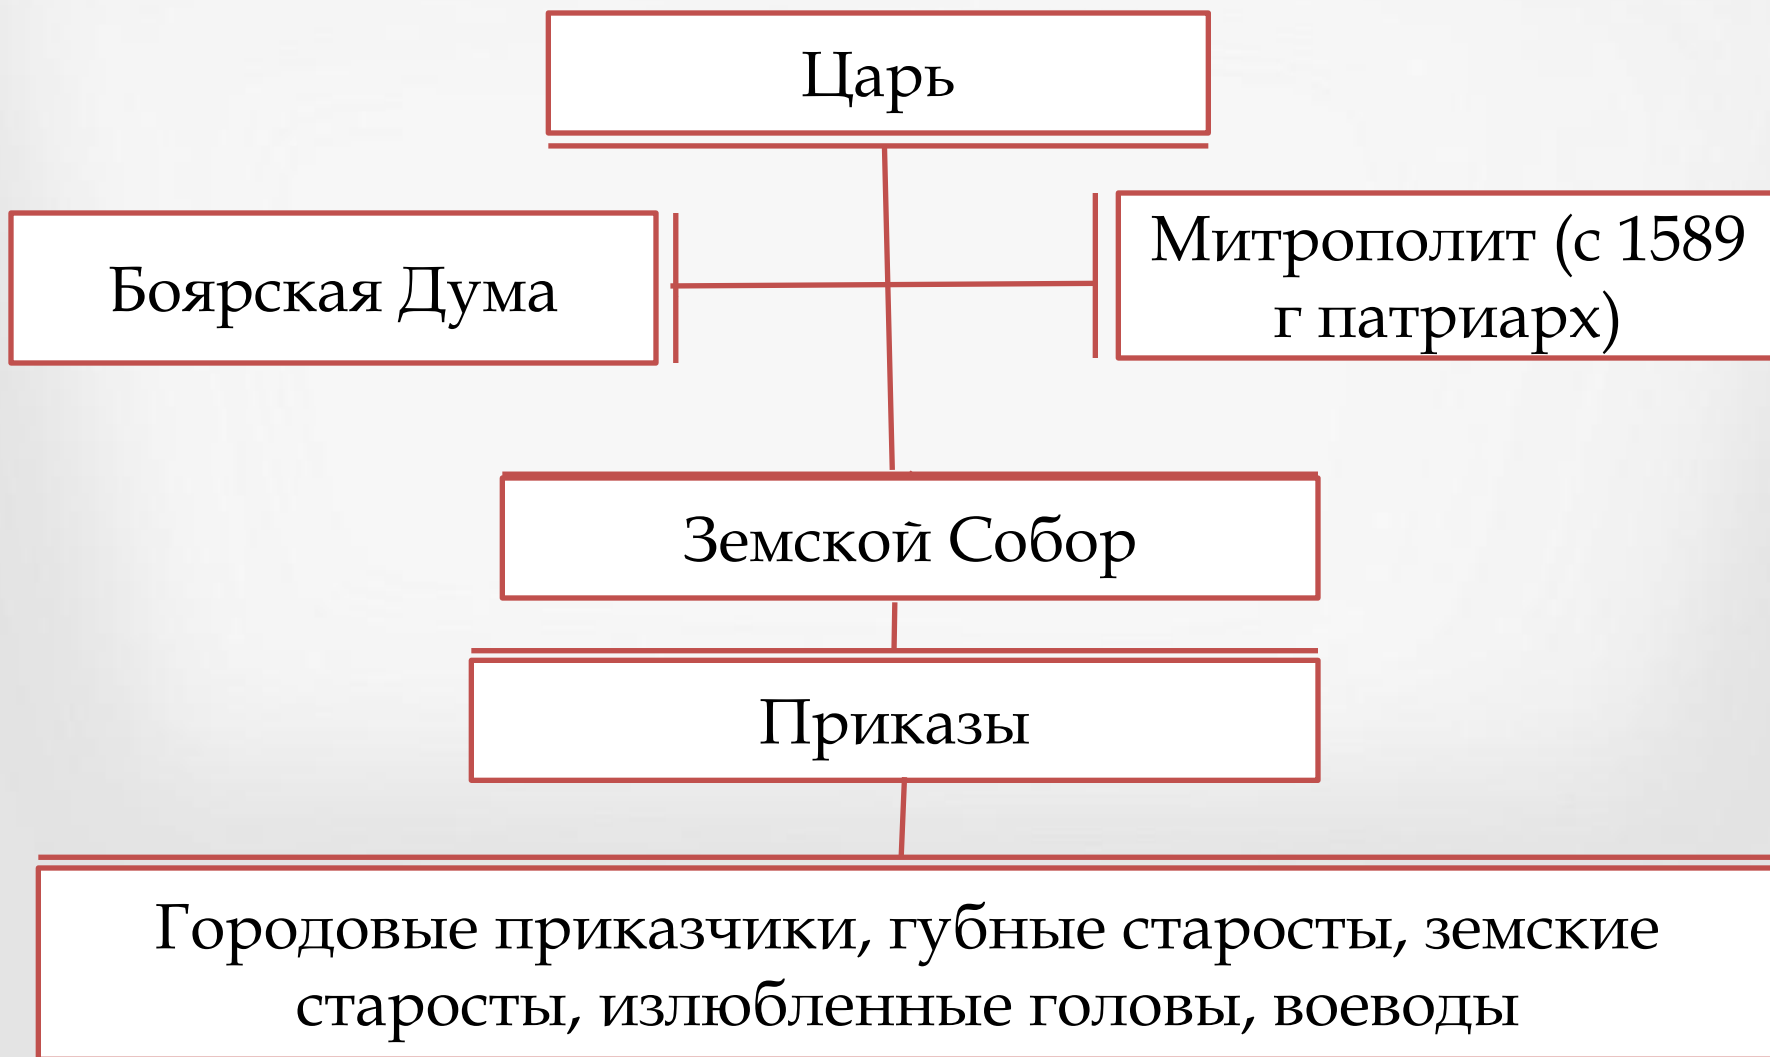 Царь
Боярская Дума
Митрополит (с 1589
г патриарх)
Земской Собор
Приказы
Городовые приказчики, губные старосты, земские
старосты, излюбленные головы, воеводы